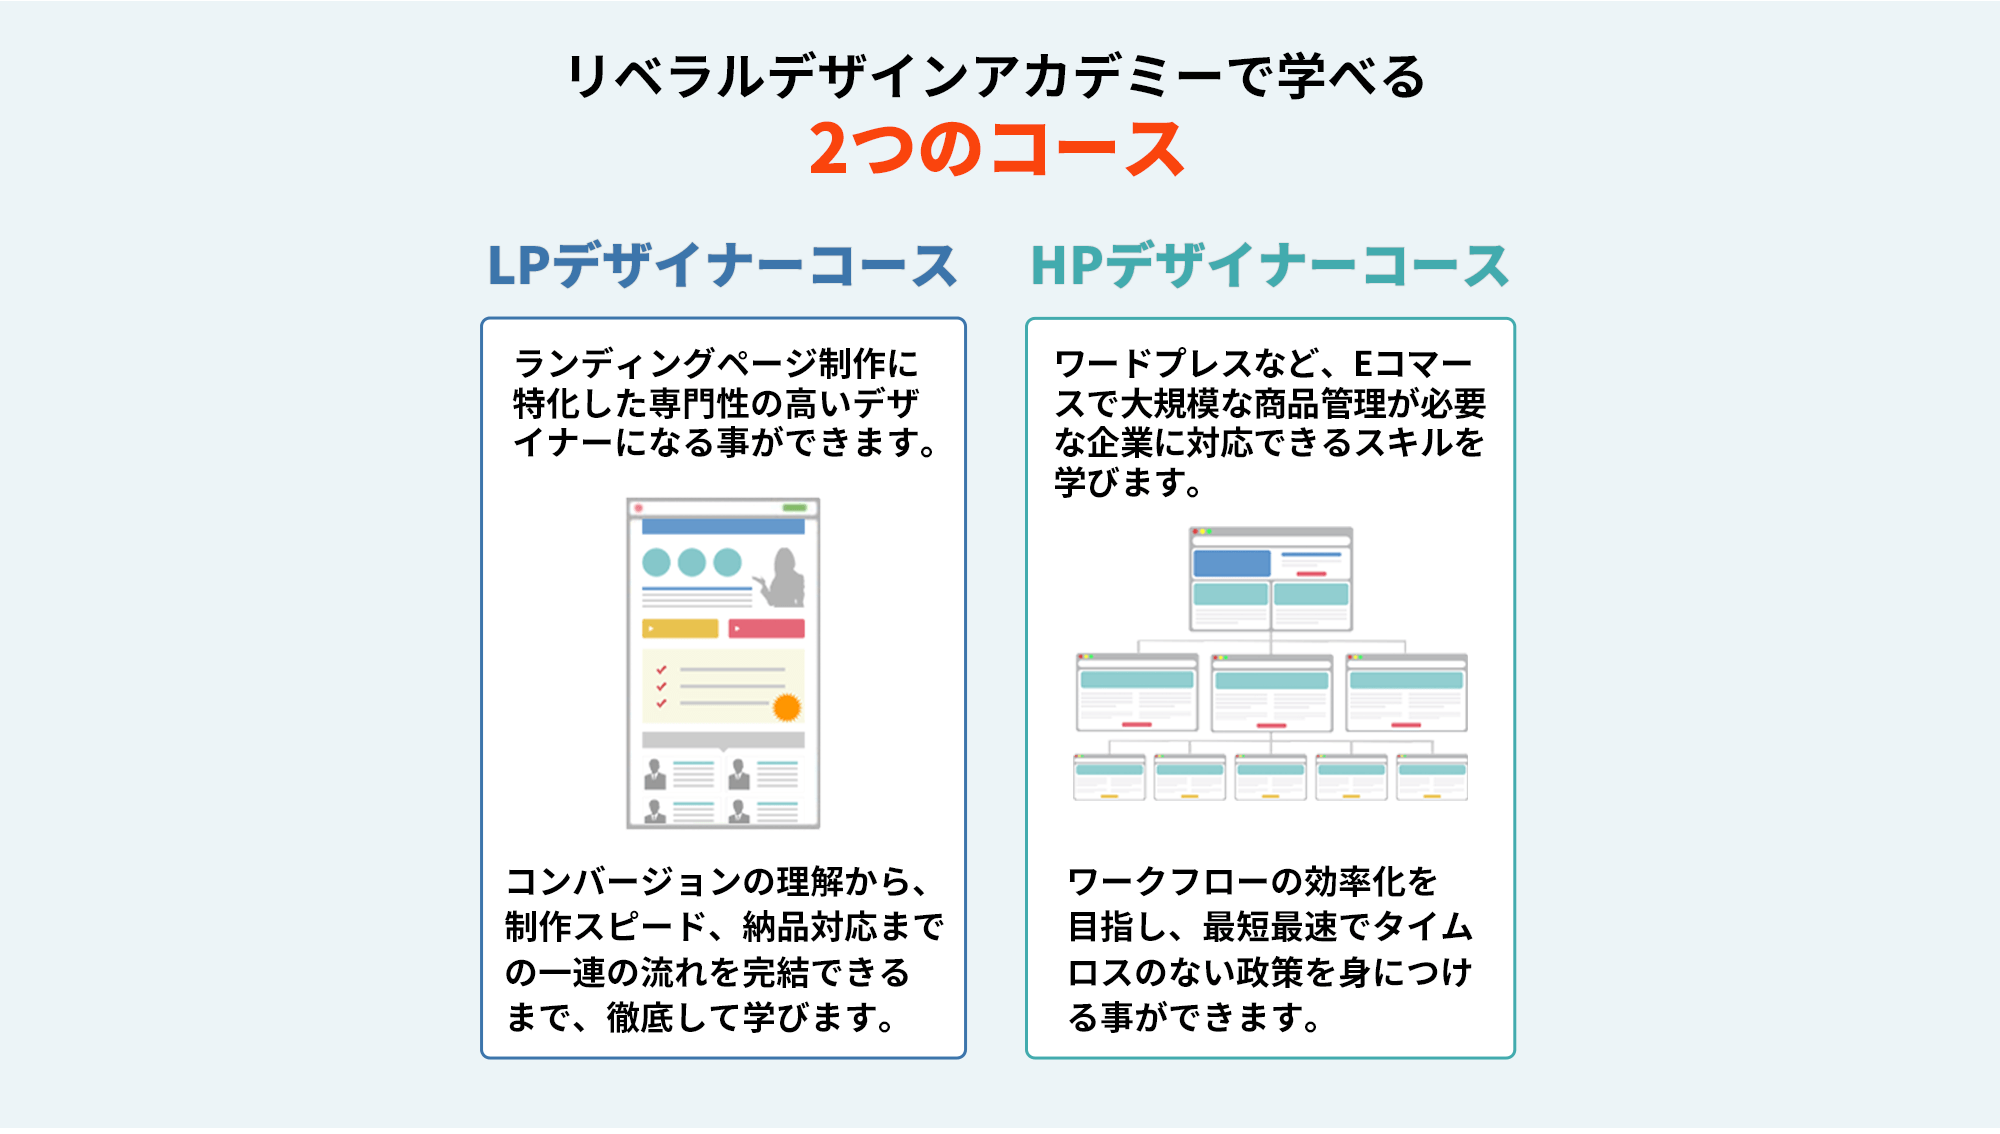 リベラルデザインアカデミーで学べる
2つのコース
LPデザイナーコース
ランディングページ制作に
特化した専門性の高いデザ
イナーになる事ができます。
コンバージョンの理解から、
制作スピード、納品対応まで
の一連の流れを完結できる
まで、徹底して学びます。
HPデザイナーコース
ワードプレスなど、Eコマー
スで大規模な商品管理が必要
な企業に対応できるスキルを
学びます。
ワークフローの効率化を
目指し、最短最速でタイム
ロスのない政策を身につけ
る事ができます。